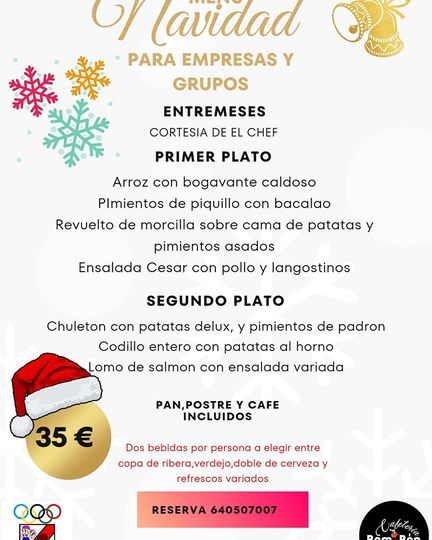 MENÚ
Navidad
PARA EMPRESAS Y
GRUPOS
ENTREMESES
CORTESIA DE EL CHEF
PRIMER PLATO
Arroz con bogavante caldoso
PImientos de piquillo con bacalao
Revuelto de morcilla sobre cama de patatas y
pimientos asados
Ensalada Cesar con pollo y langostinos
SEGUNDO PLATO
Chuleton con patatas delux, y pimientos de padron
Codillo entero con patatas al horno
Lomo de salmon con ensalada variada
PAN,POSTRE Y CAFE
INCLUIDOS
35 €
Dos bebidas por persona a elegir entre
copa de ribera,verdejo,doble de cerveza y
refrescos variados
RESERVA 640507007
Cafetería